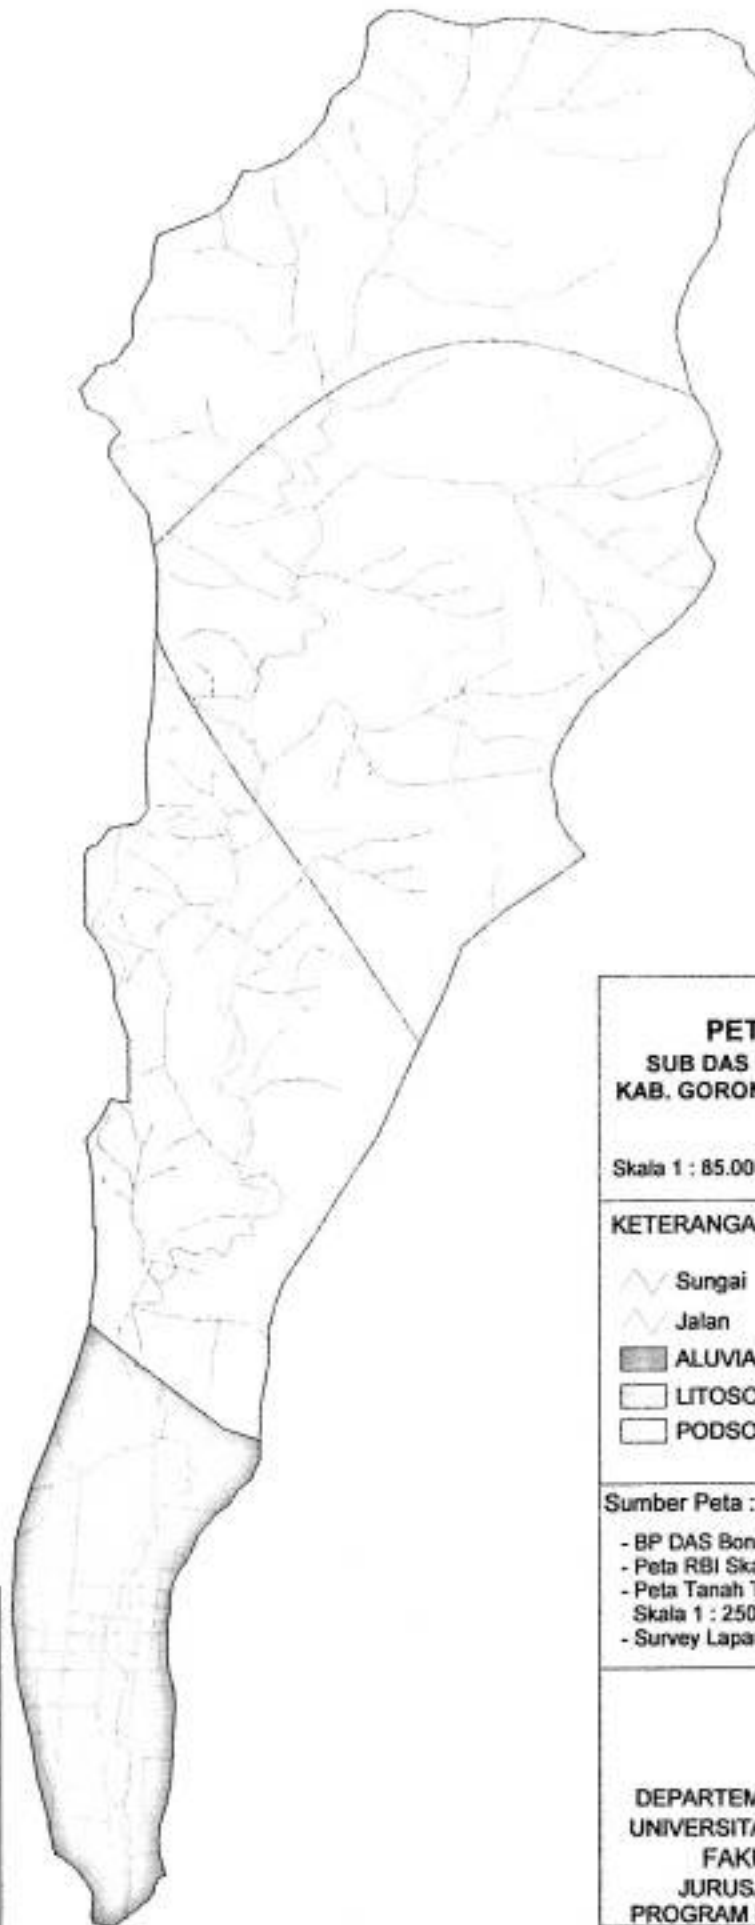 PET
SUB DAS
KAB. GORON
Skala 1 : 85.00
KETERANGA
Sungai
Jalan
ALUVIA
LITOSO
PODSO
Sumber Peta :
- BP DAS Bon
- Peta RBI Ska
- Peta Tanah T
Skala 1 : 250
- Survey Lapa
DEPARTEM
UNIVERSITA
FAKU
JURUSA
PROGRAM